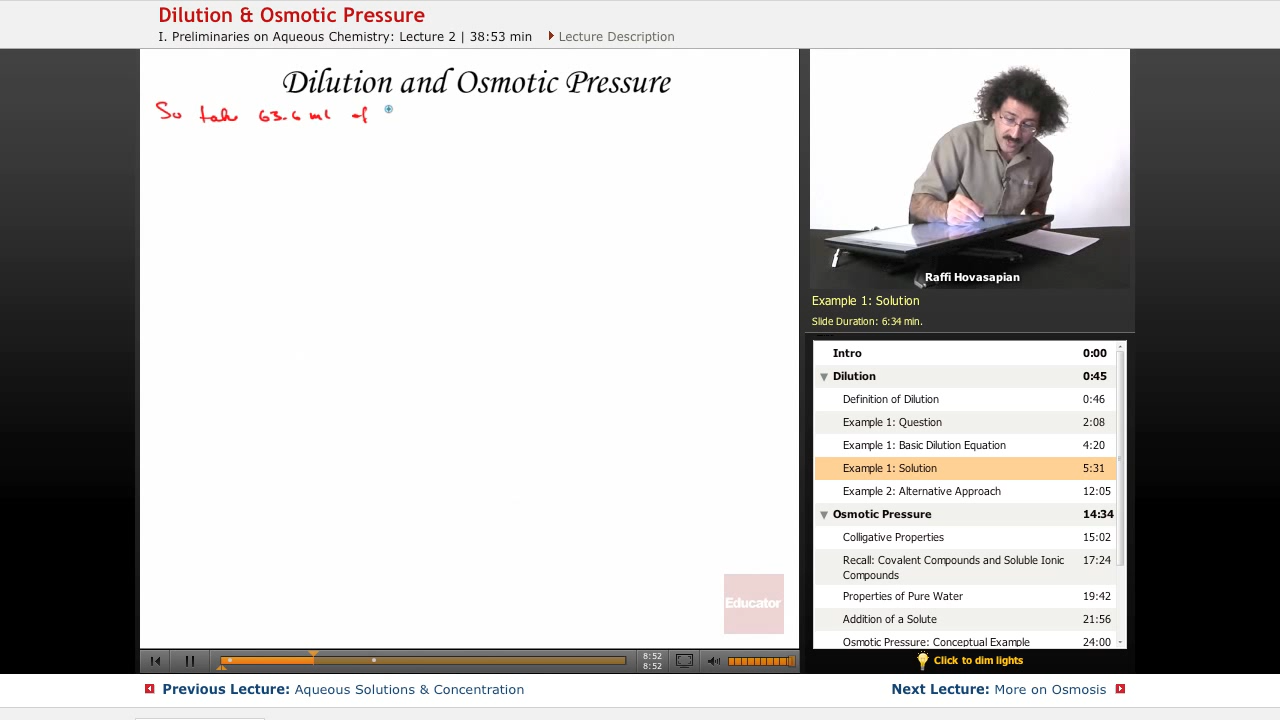 Dilution & Osmotic Pressure
I. Preliminaries on Aqueous Chemistry: Lecture 2 | 38:53 min
Lecture Description
Dilution and Osmotic Pressure
So take 63.6 ml of
Educator
Raffi Hovasapian
Example 1: Solution
Slide Duration: 6:34 min.
Intro 0:00
Dilution 0:45
Definition of Dilution 0:46
Example 1: Question 2:08
Example 1: Basic Dilution Equation 4:20
Example 1: Solution 5:31
Example 2: Alternative Approach 12:05
Osmotic Pressure 14:34
Colligative Properties 15:02
Recall: Covalent Compounds and Soluble Ionic 17:24
Compounds
Properties of Pure Water 19:42
Addition of a Solute 21:56
Osmotic Pressure: Conceptual Example 24:00
8:52
8:52
Click to dim lights
Previous Lecture: Aqueous Solutions & Concentration
Next Lecture: More on Osmosis